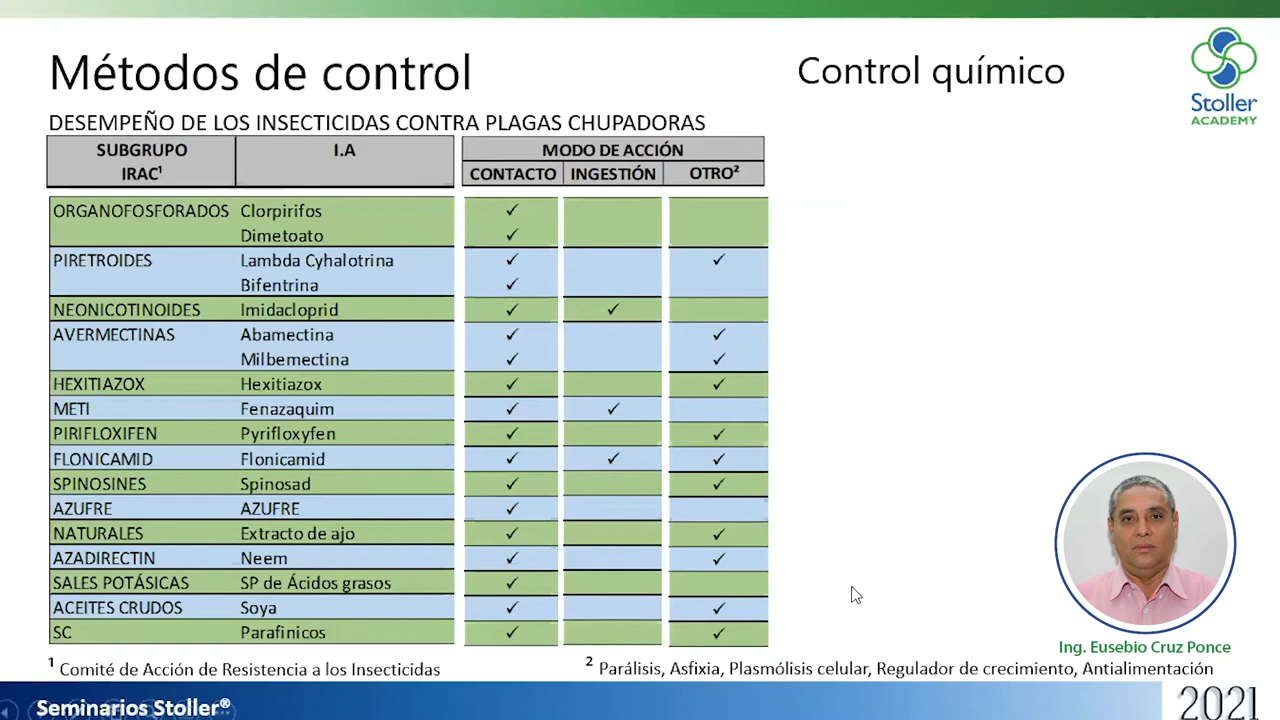 Métodos de control
Control químico
Stoller
ACADEMY
DESEMPEÑO DE LOS INSECTICIDAS CONTRA PLAGAS CHUPADORAS
SUBGRUPO IRAC¹ I.A MODO DE ACCIÓN
CONTACTO INGESTIÓN OTRO²
ORGANOFOSFORADOS Clorpirifos ✓
Dimetoato ✓
PIRETROIDES Lambda Cyhalotrina ✓ ✓
Bifentrina ✓
NEONICOTINOIDES Imidacloprid ✓ ✓
AVERMECTINAS Abamectina ✓ ✓
Milbemectina ✓ ✓
HEXITIAZOX Hexitiazox ✓ ✓
METI Fenazaquim ✓ ✓
PIRIFLOXIFEN Pyrifloxyfen ✓ ✓
FLONICAMID Flonicamid ✓ ✓ ✓
SPINOSINES Spinosad ✓ ✓
AZUFRE AZUFRE ✓
NATURALES Extracto de ajo ✓ ✓
AZADIRECTIN Neem ✓ ✓
SALES POTÁSICAS SP de Ácidos grasos ✓
ACEITES CRUDOS Soya ✓ ✓
SC Parafinicos ✓ ✓
¹ Comité de Acción de Resistencia a los Insecticidas
² Parálisis, Asfixia, Plasmólisis celular, Regulador de crecimiento, Antialimentación
Ing. Eusebio Cruz Ponce
Seminarios Stoller®
2021